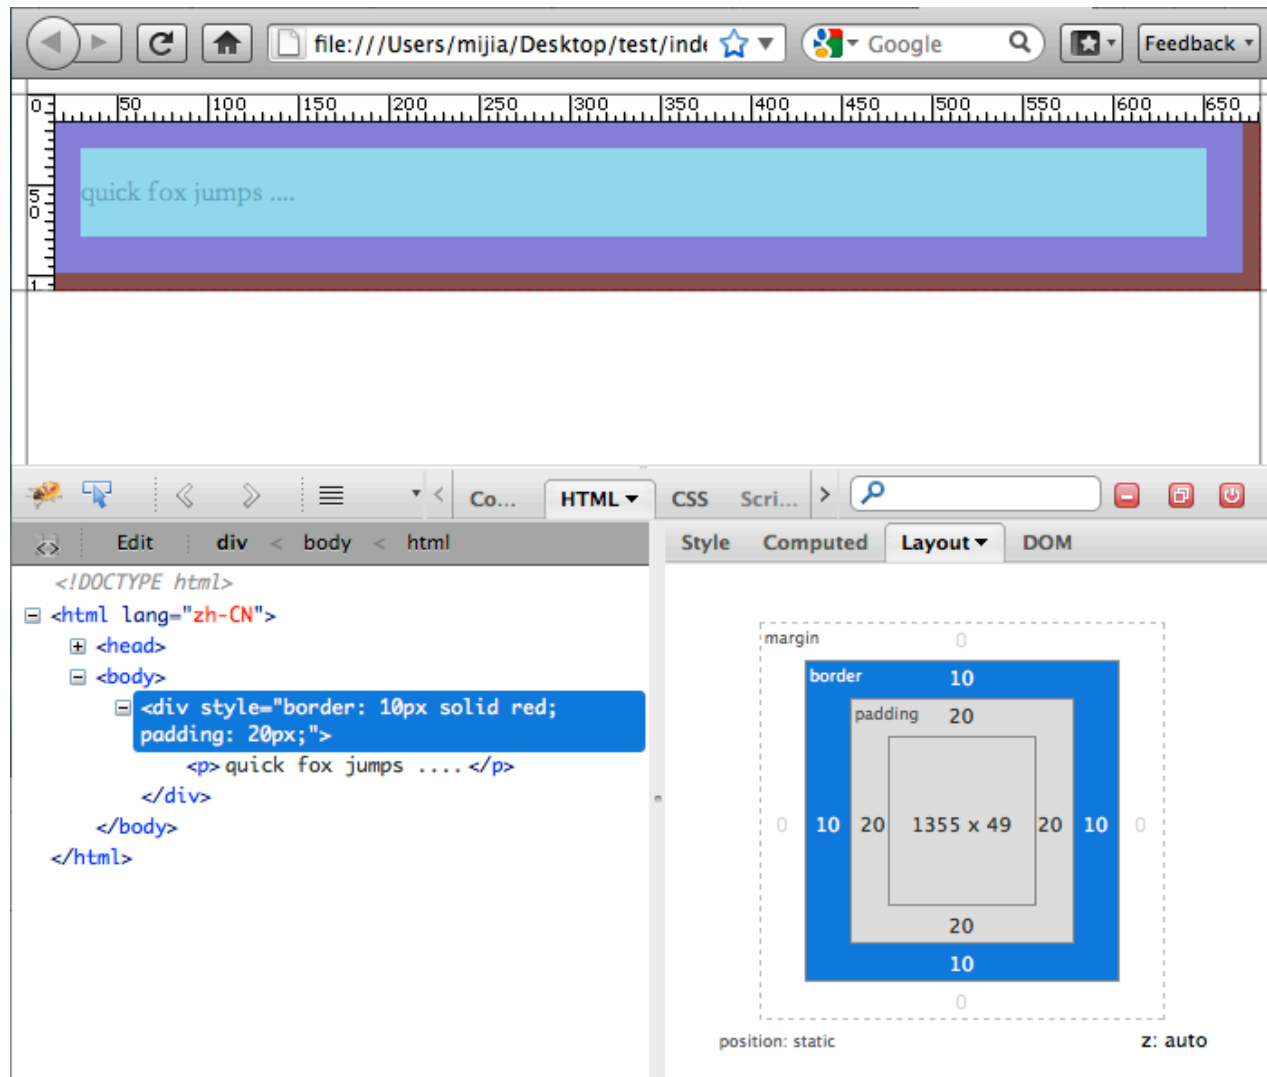 file:///Users/mijia/Desktop/test/inde
Google
Feedback
0 50 100 150 200 250 300 350 400 450 500 550 600 650
quick fox jumps ....
50
1
Co... HTML CSS Scri... >
Edit div < body < html
Style Computed Layout DOM
<!DOCTYPE html>
<html lang="zh-CN">
<head>
<body>
<div style="border: 10px solid red;
padding: 20px;">
<p>quick fox jumps ....</p>
</div>
</body>
</html>
margin 0
border 10
padding 20
0 10 20 1355 x 49 20 10 0
20
10
0
position: static z: auto